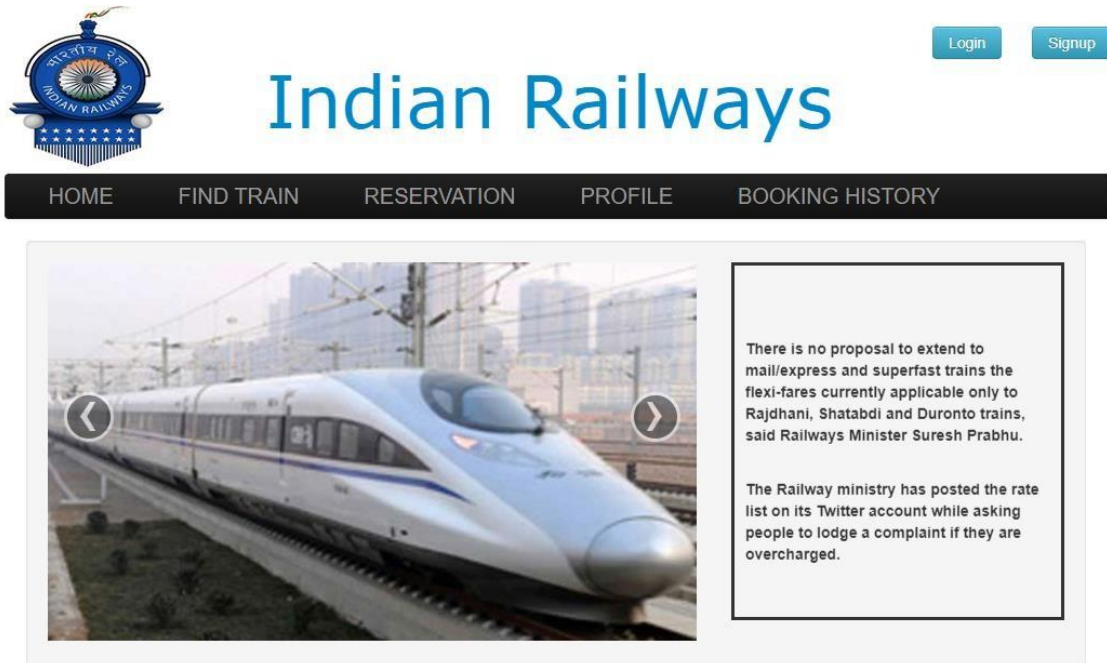 भारतीय रेल
INDIAN RAILWAYS
Login
Signup
Indian Railways
HOME
FIND TRAIN
RESERVATION
PROFILE
BOOKING HISTORY
There is no proposal to extend to
mail/express and superfast trains the
flexi-fares currently applicable only to
Rajdhani, Shatabdi and Duronto trains,
said Railways Minister Suresh Prabhu.
The Railway ministry has posted the rate
list on its Twitter account while asking
people to lodge a complaint if they are
overcharged.